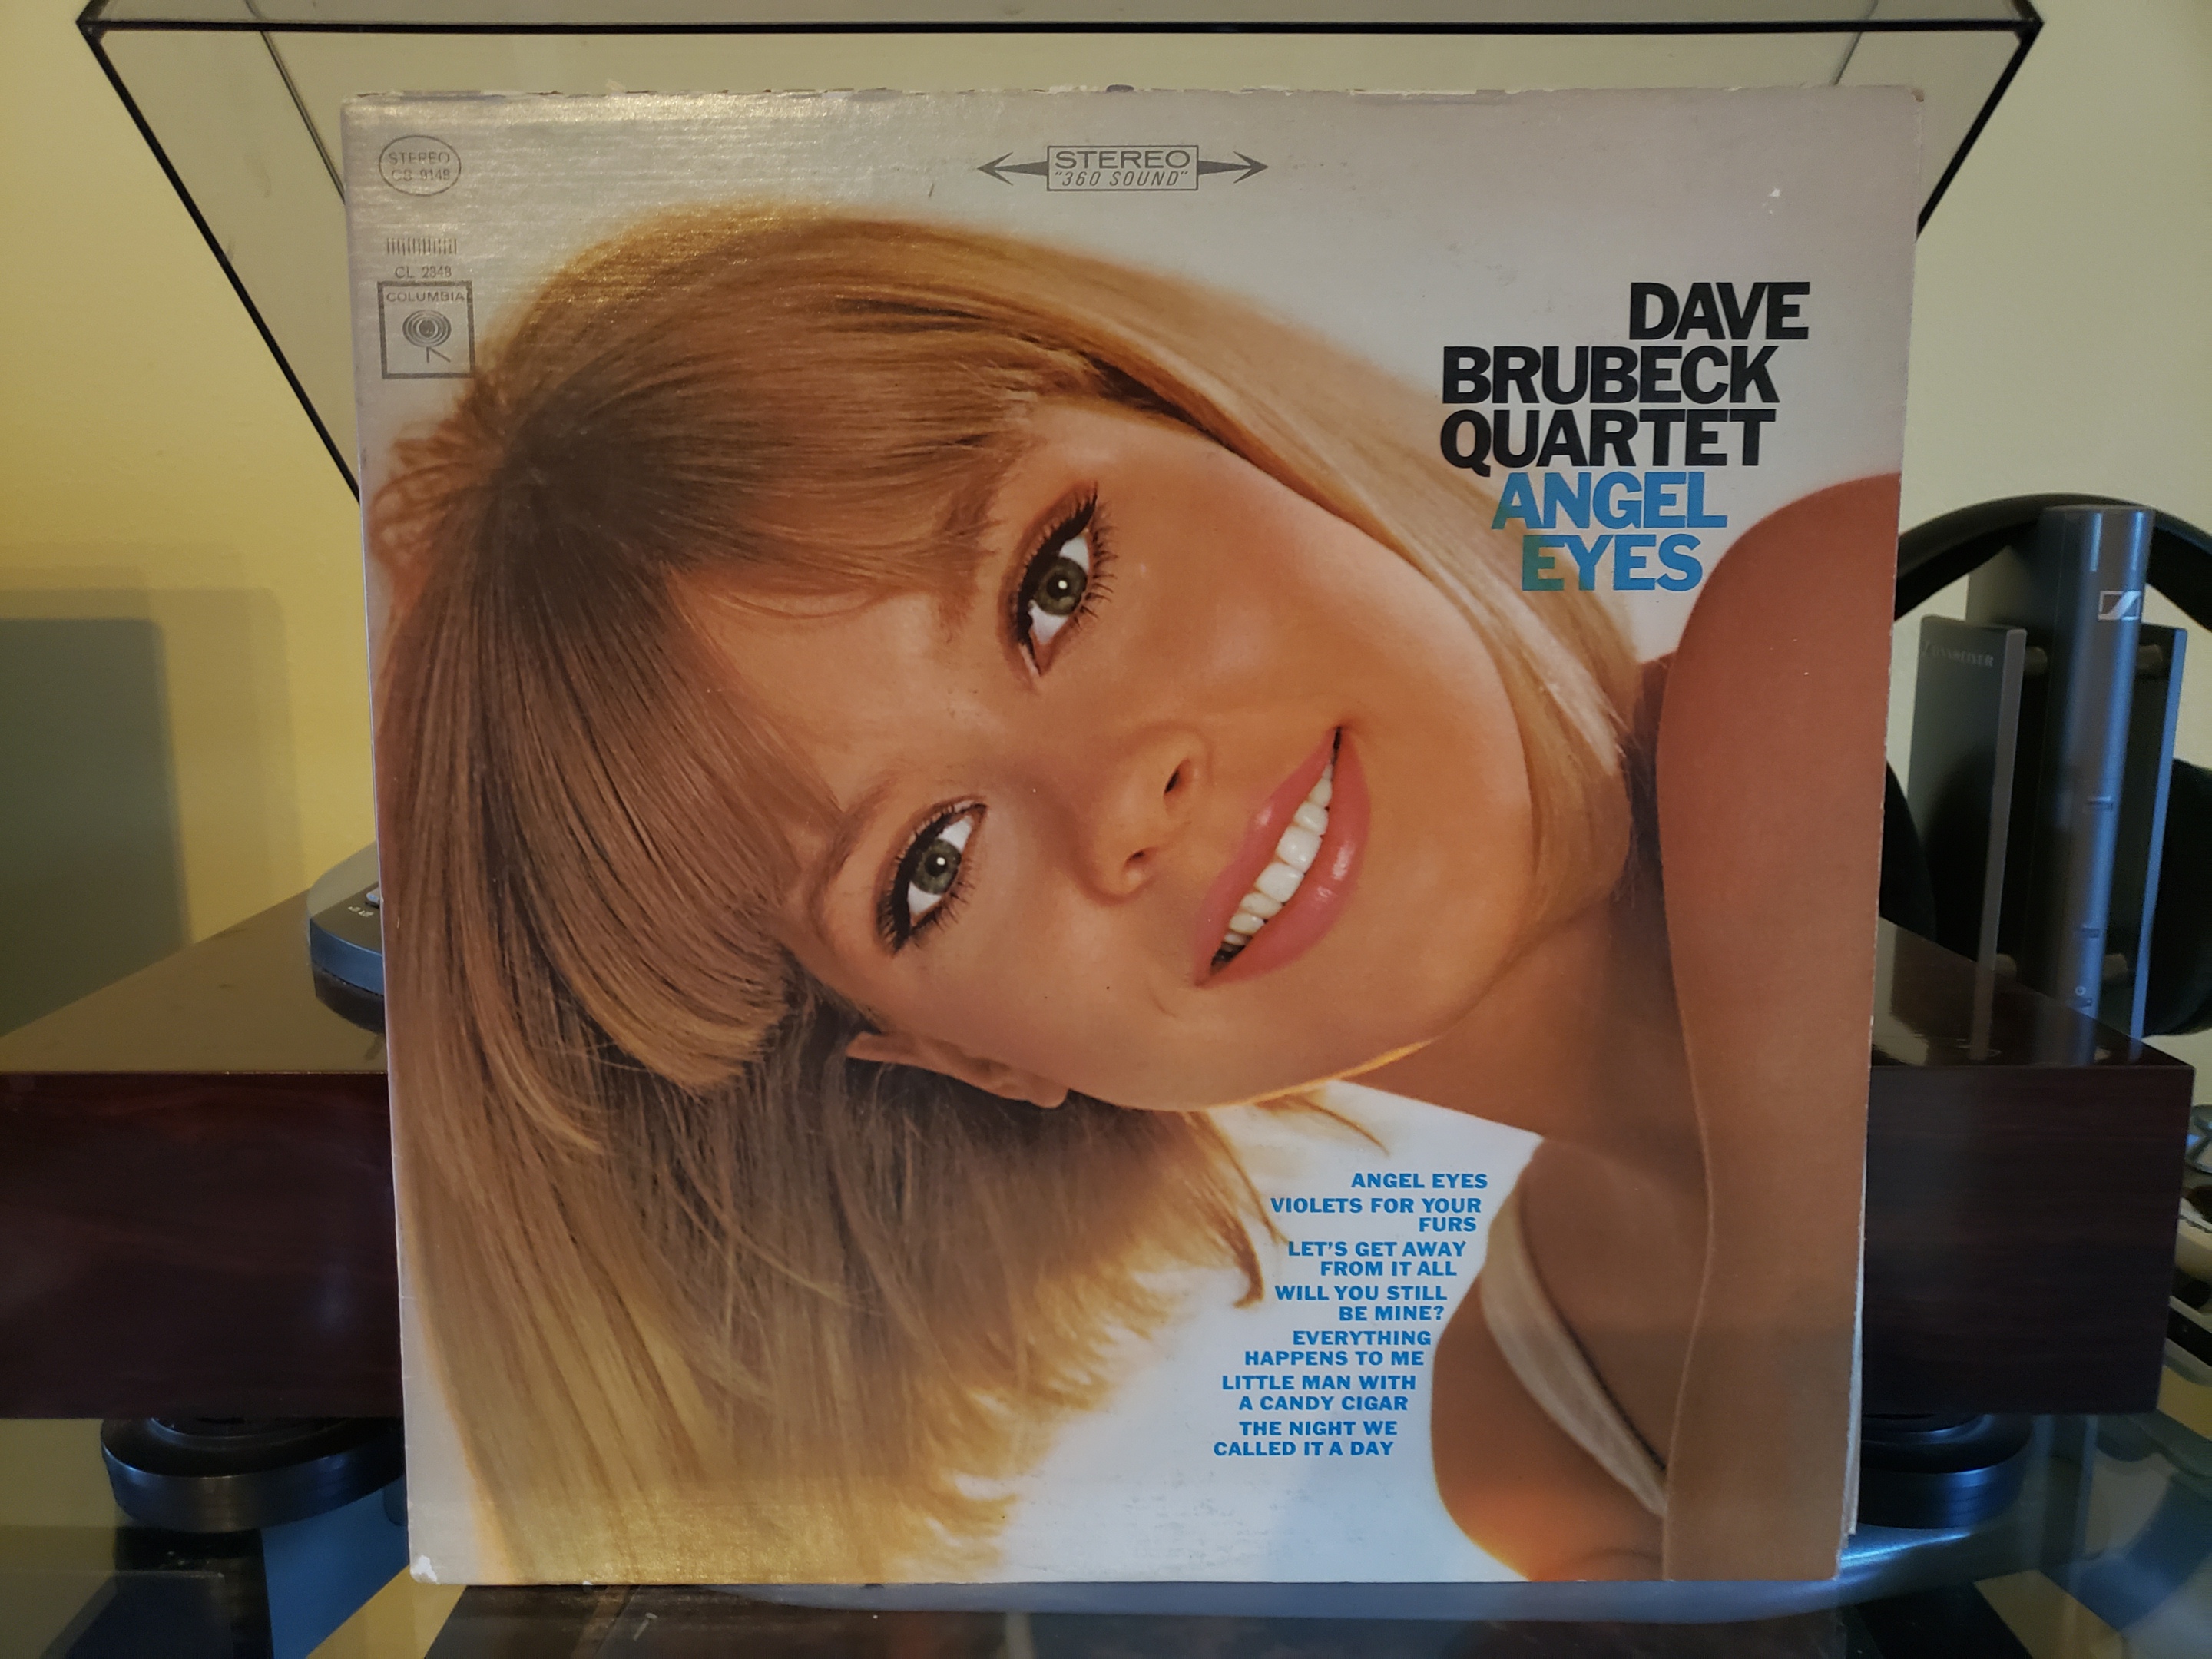 STEREO
CS 9148
STEREO
"360 SOUND"
CL 2348
COLUMBIA
DAVE
BRUBECK
QUARTET
ANGEL
EYES
SENNHEISER
ANGEL EYES
VIOLETS FOR YOUR
FURS
LET'S GET AWAY
FROM IT ALL
WILL YOU STILL
BE MINE?
EVERYTHING
HAPPENS TO ME
LITTLE MAN WITH
A CANDY CIGAR
THE NIGHT WE
CALLED IT A DAY